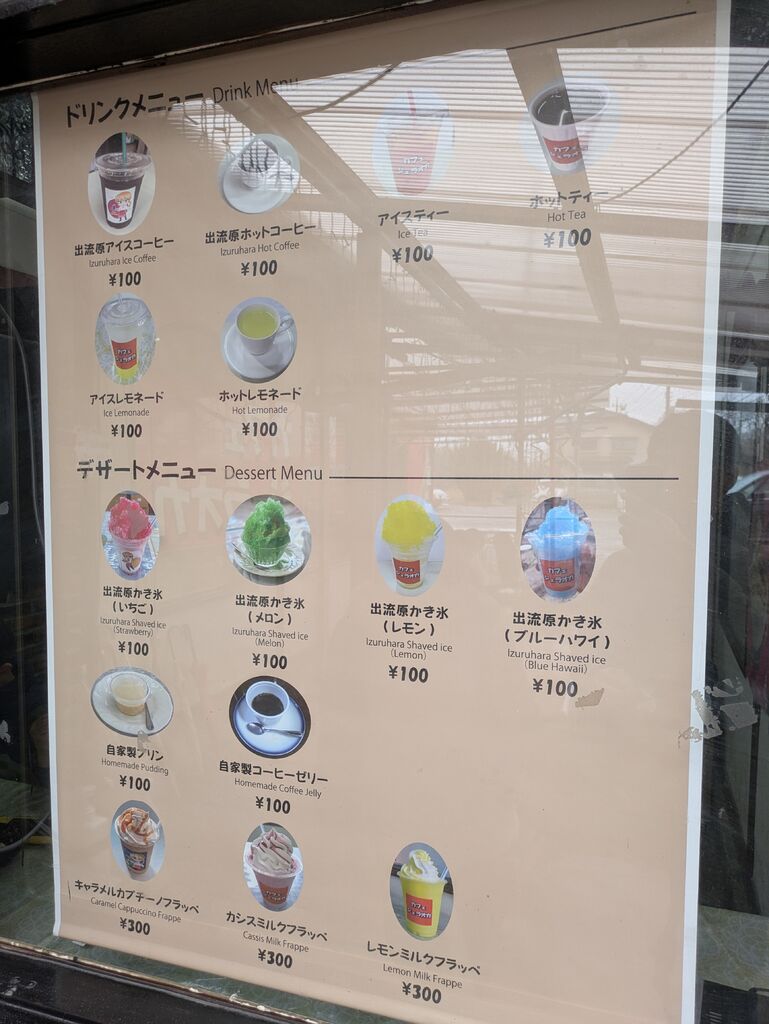 ドリンクメニュー Drink Menu
出流原アイスコーヒー
Izuruhara Ice Coffee
¥100
出流原ホットコーヒー
Izuruhara Hot Coffee
¥100
アイスティー
Ice Tea
¥100
ホットティー
Hot Tea
¥100
アイスレモネード
Ice Lemonade
¥100
ホットレモネード
Hot Lemonade
¥100
デザートメニュー Dessert Menu
出流原かき氷
(いちご)
Izuruhara Shaved ice
(Strawberry)
¥100
出流原かき氷
(メロン)
Izuruhara Shaved ice
(Melon)
¥100
出流原かき氷
(レモン)
Izuruhara Shaved ice
(Lemon)
¥100
出流原かき氷
(ブルーハワイ)
Izuruhara Shaved ice
(Blue Hawaii)
¥100
自家製プリン
Homemade Pudding
¥100
自家製コーヒーゼリー
Homemade Coffee Jelly
¥100
キャラメルカプチーノフラッペ
Caramel Cappuccino Frappe
¥300
カシスミルクフラッペ
Cassis Milk Frappe
¥300
レモンミルクフラッペ
Lemon Milk Frappe
¥300